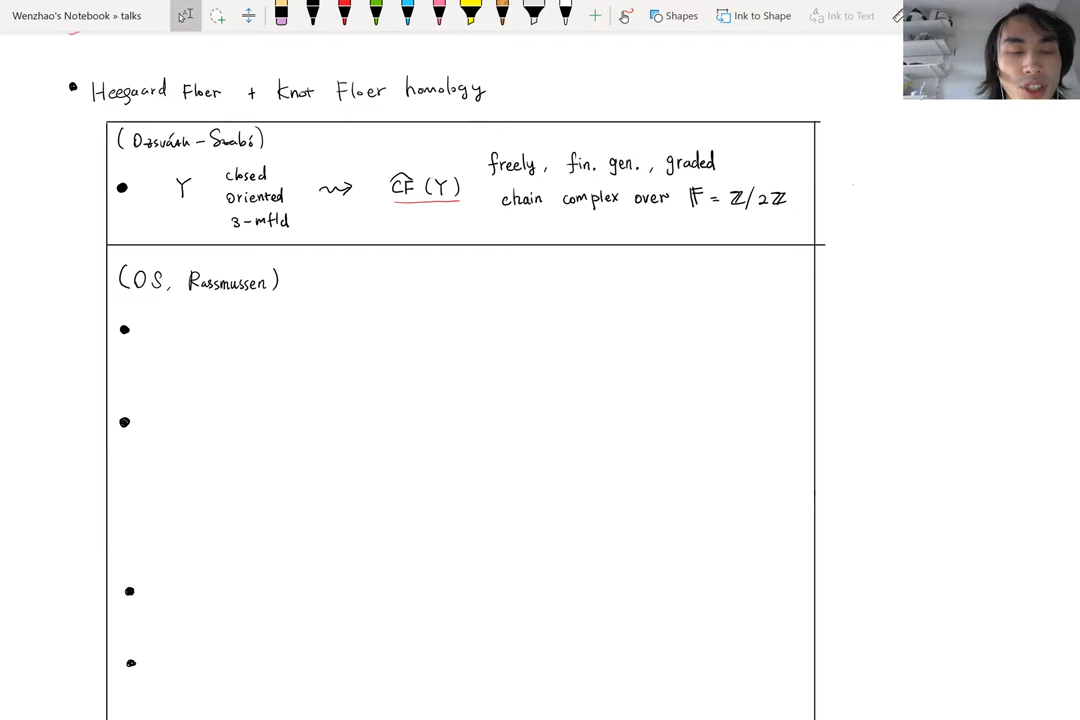 Wenzhao's Notebook » talks
Shapes
Ink to Shape
Ink to Text
• Heegaard Floer + Knot Floer homology
(Ozsváth - Szabó)
• Y closed oriented 3-mfld ⇝ ĈF (Y) freely, fin. gen., graded
chain complex over 𝔽 = ℤ/2ℤ
(OS, Rasmussen)